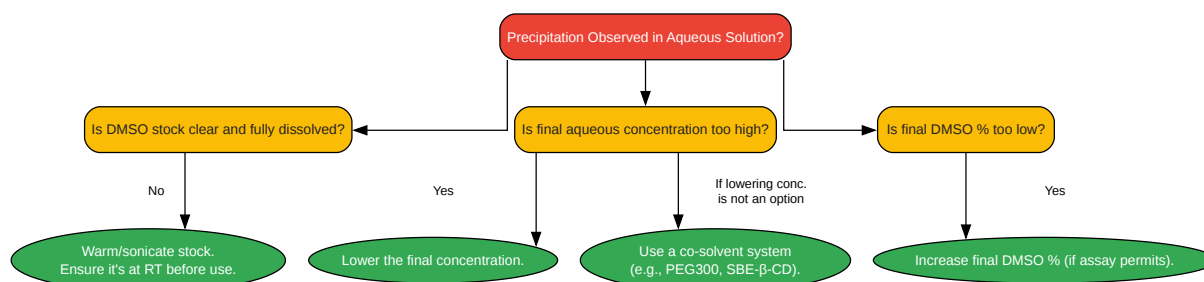 Precipitation Observed in Aqueous Solution?
Is DMSO stock clear and fully dissolved?
Is final aqueous concentration too high?
Is final DMSO % too low?
No
Yes
If lowering conc.
is not an option
Yes
Warm/sonicate stock.
Ensure it's at RT before use.
Lower the final concentration.
Use a co-solvent system
(e.g., PEG300, SBE-β-CD).
Increase final DMSO % (if assay permits).